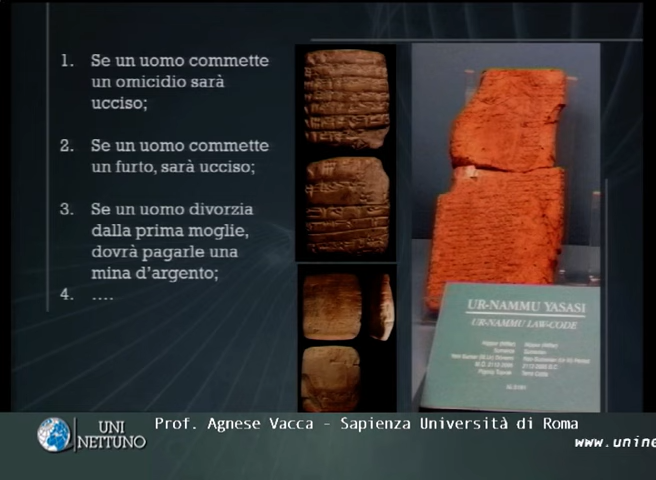 1. Se un uomo commette
un omicidio sarà
ucciso;
2. Se un uomo commette
un furto, sarà ucciso;
3. Se un uomo divorzia
dalla prima moglie,
dovrà pagarle una
mina d'argento;
4. ....
UR-NAMMU YASASI
UR-NAMMU LAW-CODE
UNI
NETTUNO
Prof. Agnese Vacca - Sapienza Università di Roma
www.unine